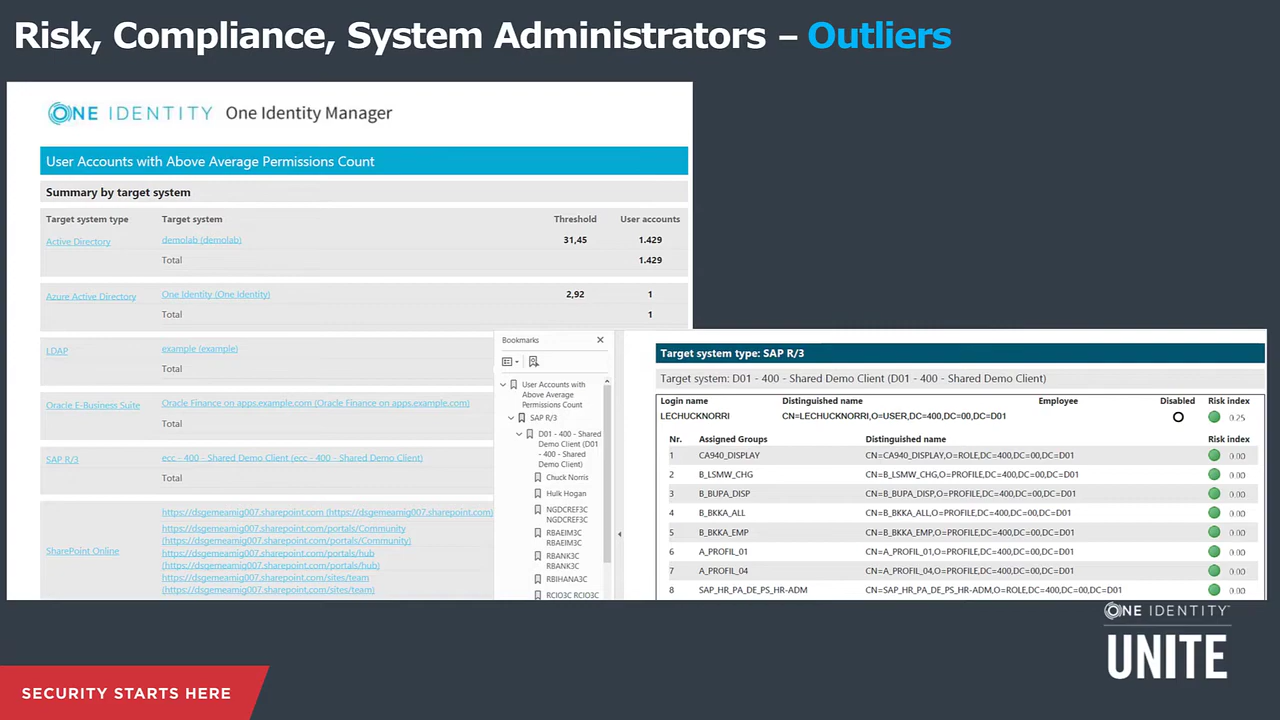 Risk, Compliance, System Administrators – Outliers
ONE IDENTITY One Identity Manager
User Accounts with Above Average Permissions Count
Summary by target system
Target system type Target system Threshold User accounts
Active Directory demolab (demolab) 31,45 1.429
Total 1.429
Azure Active Directory One Identity (One Identity) 2,92 1
Total 1
LDAP example (example)
Total
Oracle E-Business Suite Oracle Finance on apps.example.com (Oracle Finance on apps.example.com)
Total
SAP R/3 ecc - 400 - Shared Demo Client (ecc - 400 - Shared Demo Client)
Total
https://dsgemeamig007.sharepoint.com (https://dsgemeamig007.sharepoint.com)
https://dsgemeamig007.sharepoint.com/portals/Community
(https://dsgemeamig007.sharepoint.com/portals/Community)
SharePoint Online https://dsgemeamig007.sharepoint.com/portals/hub
(https://dsgemeamig007.sharepoint.com/portals/hub)
https://dsgemeamig007.sharepoint.com/sites/team
(https://dsgemeamig007.sharepoint.com/sites/team)
Bookmarks
User Accounts with
Above Average
Permissions Count
SAP R/3
D01 - 400 - Shared
Demo Client (D01
- 400 - Shared
Demo Client)
Chuck Norris
Hulk Hogan
NGDCREF3C
NGDCREF3C
RBAEIM3C
RBAEIM3C
RBANK3C
RBANK3C
RBIHANA3C
RCIO3C RCIO3C
Target system type: SAP R/3
Target system: D01 - 400 - Shared Demo Client (D01 - 400 - Shared Demo Client)
Login name Distinguished name Employee Disabled Risk index
LECHUCKNORRI CN=LECHUCKNORRI,O=USER,DC=400,DC=00,DC=D01 0.25
Nr. Assigned Groups Distinguished name Risk index
1 CA940_DISPLAY CN=CA940_DISPLAY,O=ROLE,DC=400,DC=00,DC=D01 0.00
2 B_LSMW_CHG CN=B_LSMW_CHG,O=PROFILE,DC=400,DC=00,DC=D01 0.00
3 B_BUPA_DISP CN=B_BUPA_DISP,O=PROFILE,DC=400,DC=00,DC=D01 0.00
4 B_BKKA_ALL CN=B_BKKA_ALL,O=PROFILE,DC=400,DC=00,DC=D01 0.00
5 B_BKKA_EMP CN=B_BKKA_EMP,O=PROFILE,DC=400,DC=00,DC=D01 0.00
6 A_PROFIL_01 CN=A_PROFIL_01,O=PROFILE,DC=400,DC=00,DC=D01 0.00
7 A_PROFIL_04 CN=A_PROFIL_04,O=PROFILE,DC=400,DC=00,DC=D01 0.00
8 SAP_HR_PA_DE_PS_HR-ADM CN=SAP_HR_PA_DE_PS_HR-ADM,O=ROLE,DC=400,DC=00,DC=D01 0.00
ONE IDENTITY
UNITE
SECURITY STARTS HERE